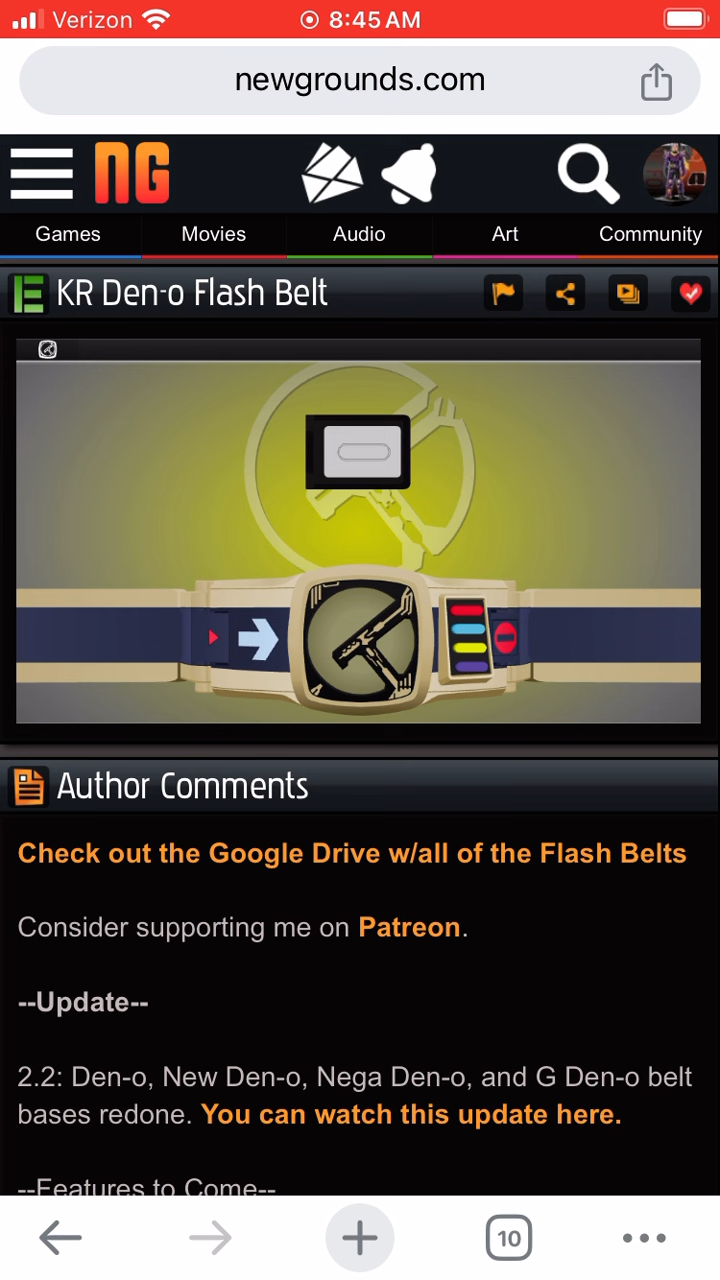 Verizon 8:45 AM
newgrounds.com
NG
Games Movies Audio Art Community
E KR Den-o Flash Belt
Author Comments
Check out the Google Drive w/all of the Flash Belts
Consider supporting me on Patreon.
--Update--
2.2: Den-o, New Den-o, Nega Den-o, and G Den-o belt
bases redone. You can watch this update here.
--Features to Come--
10